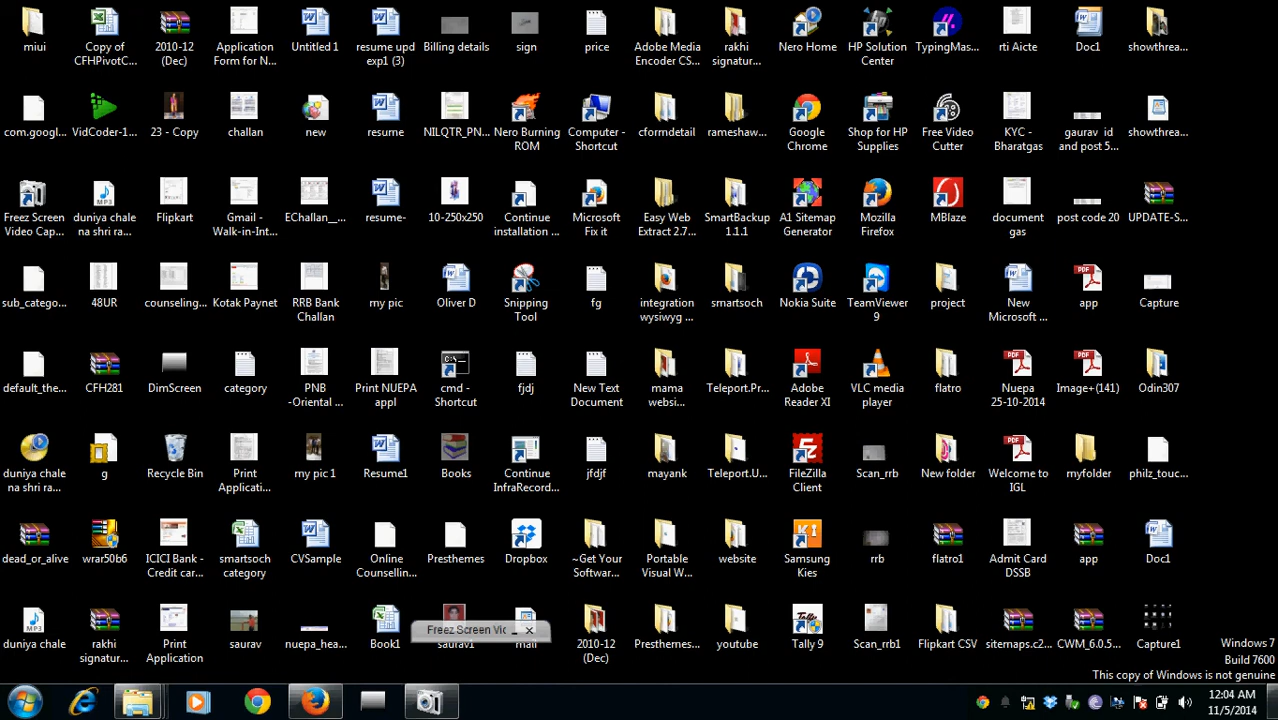 miui
Copy of CFHPivotC...
2010-12 (Dec)
Application Form for N...
Untitled 1
resume upd exp1 (3)
Billing details
sign
price
Adobe Media Encoder CS...
rakhi signatur...
Nero Home
HP Solution Center
TypingMas...
rti Aicte
Doc1
showthrea...
com.googl...
VidCoder-1...
23 - Copy
challan
new
resume
NILQTR_PN...
Nero Burning ROM
Computer - Shortcut
cformdetail
rameshaw...
Google Chrome
Shop for HP Supplies
Free Video Cutter
KYC - Bharatgas
gaurav id and post 5...
showthrea...
Freez Screen Video Cap...
duniya chale na shri ra...
Flipkart
Gmail - Walk-in-Int...
EChallan__...
resume-
10-250x250
Continue installation ...
Microsoft Fix it
Easy Web Extract 2.7...
SmartBackup 1.1.1
A1 Sitemap Generator
Mozilla Firefox
MBlaze
document gas
post code 20
UPDATE-S...
sub_catego...
48UR
counseling...
Kotak Paynet
RRB Bank Challan
my pic
Oliver D
Snipping Tool
fg
integration wysiwyg ...
smartsoch
Nokia Suite
TeamViewer 9
project
New Microsoft ...
app
Capture
default_the...
CFH281
DimScreen
category
PNB -Oriental ...
Print NUEPA appl
cmd - Shortcut
fjdj
New Text Document
mama websi...
Teleport.Pr...
Adobe Reader XI
VLC media player
flatro
Nuepa 25-10-2014
Image+(141)
Odin307
duniya chale na shri ra...
g
Recycle Bin
Print Applicati...
my pic 1
Resume1
Books
Continue InfraRecord...
jfdjf
mayank
Teleport.U...
FileZilla Client
Scan_rrb
New folder
Welcome to IGL
myfolder
philz_touc...
dead_or_alive
wrar50b6
ICICI Bank - Credit car...
smartsoch category
CVSample
Online Counsellin...
Presthemes
Dropbox
~Get Your Softwar...
Portable Visual W...
website
Samsung Kies
rrb
flatro1
Admit Card DSSB
app
Doc1
duniya chale
rakhi signatur...
Print Application
saurav
nuepa_hea...
Book1
saurav1
mail
2010-12 (Dec)
Presthemes...
youtube
Tally 9
Scan_rrb1
Flipkart CSV
sitemaps.c2...
CWM_6.0.5...
Capture1
Freez Screen Vic
Windows 7
Build 7600
This copy of Windows is not genuine
12:04 AM
11/5/2014